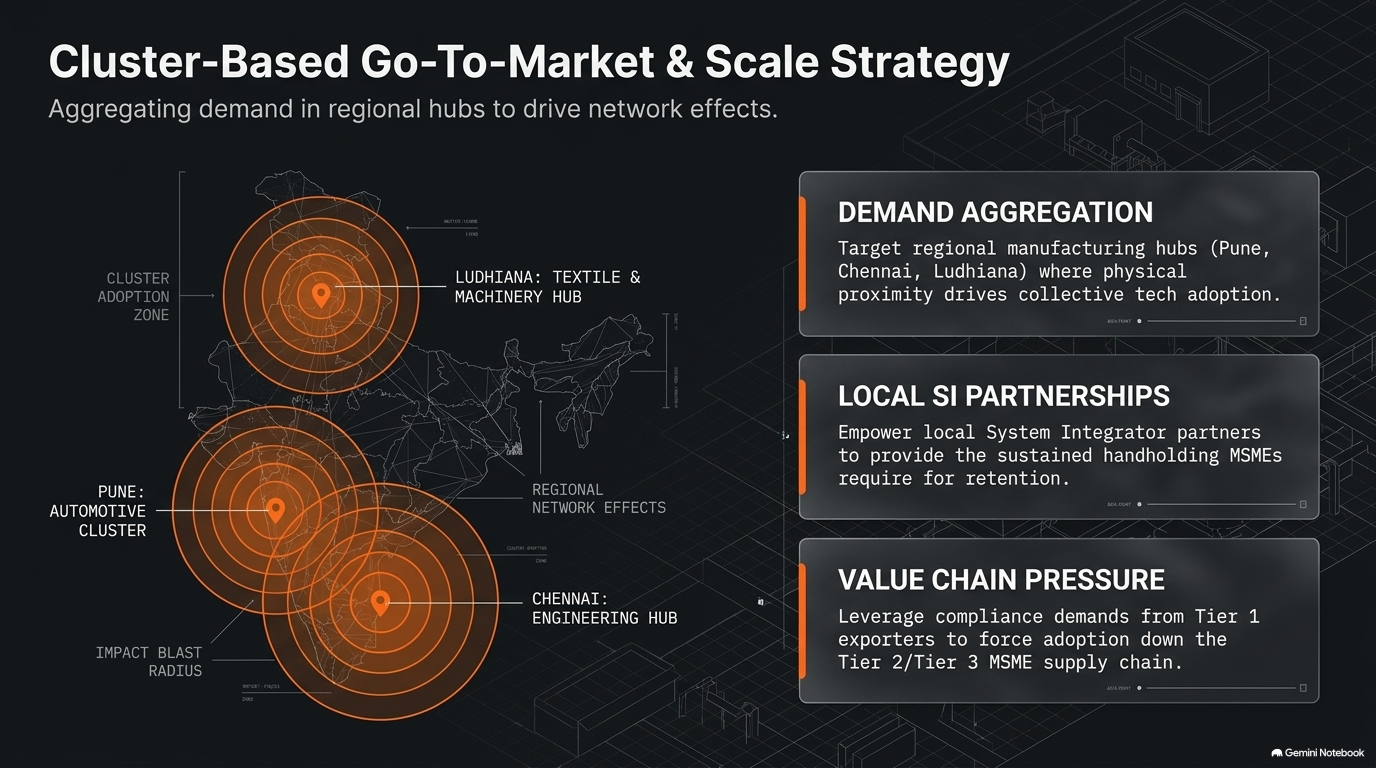 Cluster-Based Go-To-Market & Scale Strategy
Aggregating demand in regional hubs to drive network effects.
CLUSTER
ADOPTION
ZONE
LUDHIANA: TEXTILE &
MACHINERY HUB
PUNE:
AUTOMOTIVE
CLUSTER
REGIONAL
NETWORK EFFECTS
CHENNAI:
ENGINEERING HUB
IMPACT BLAST
RADIUS
DEMAND AGGREGATION
Target regional manufacturing hubs (Pune,
Chennai, Ludhiana) where physical
proximity drives collective tech adoption.
LOCAL SI PARTNERSHIPS
Empower local System Integrator partners
to provide the sustained handholding MSMEs
require for retention.
VALUE CHAIN PRESSURE
Leverage compliance demands from Tier 1
exporters to force adoption down the
Tier 2/Tier 3 MSME supply chain.
Gemini Notebook